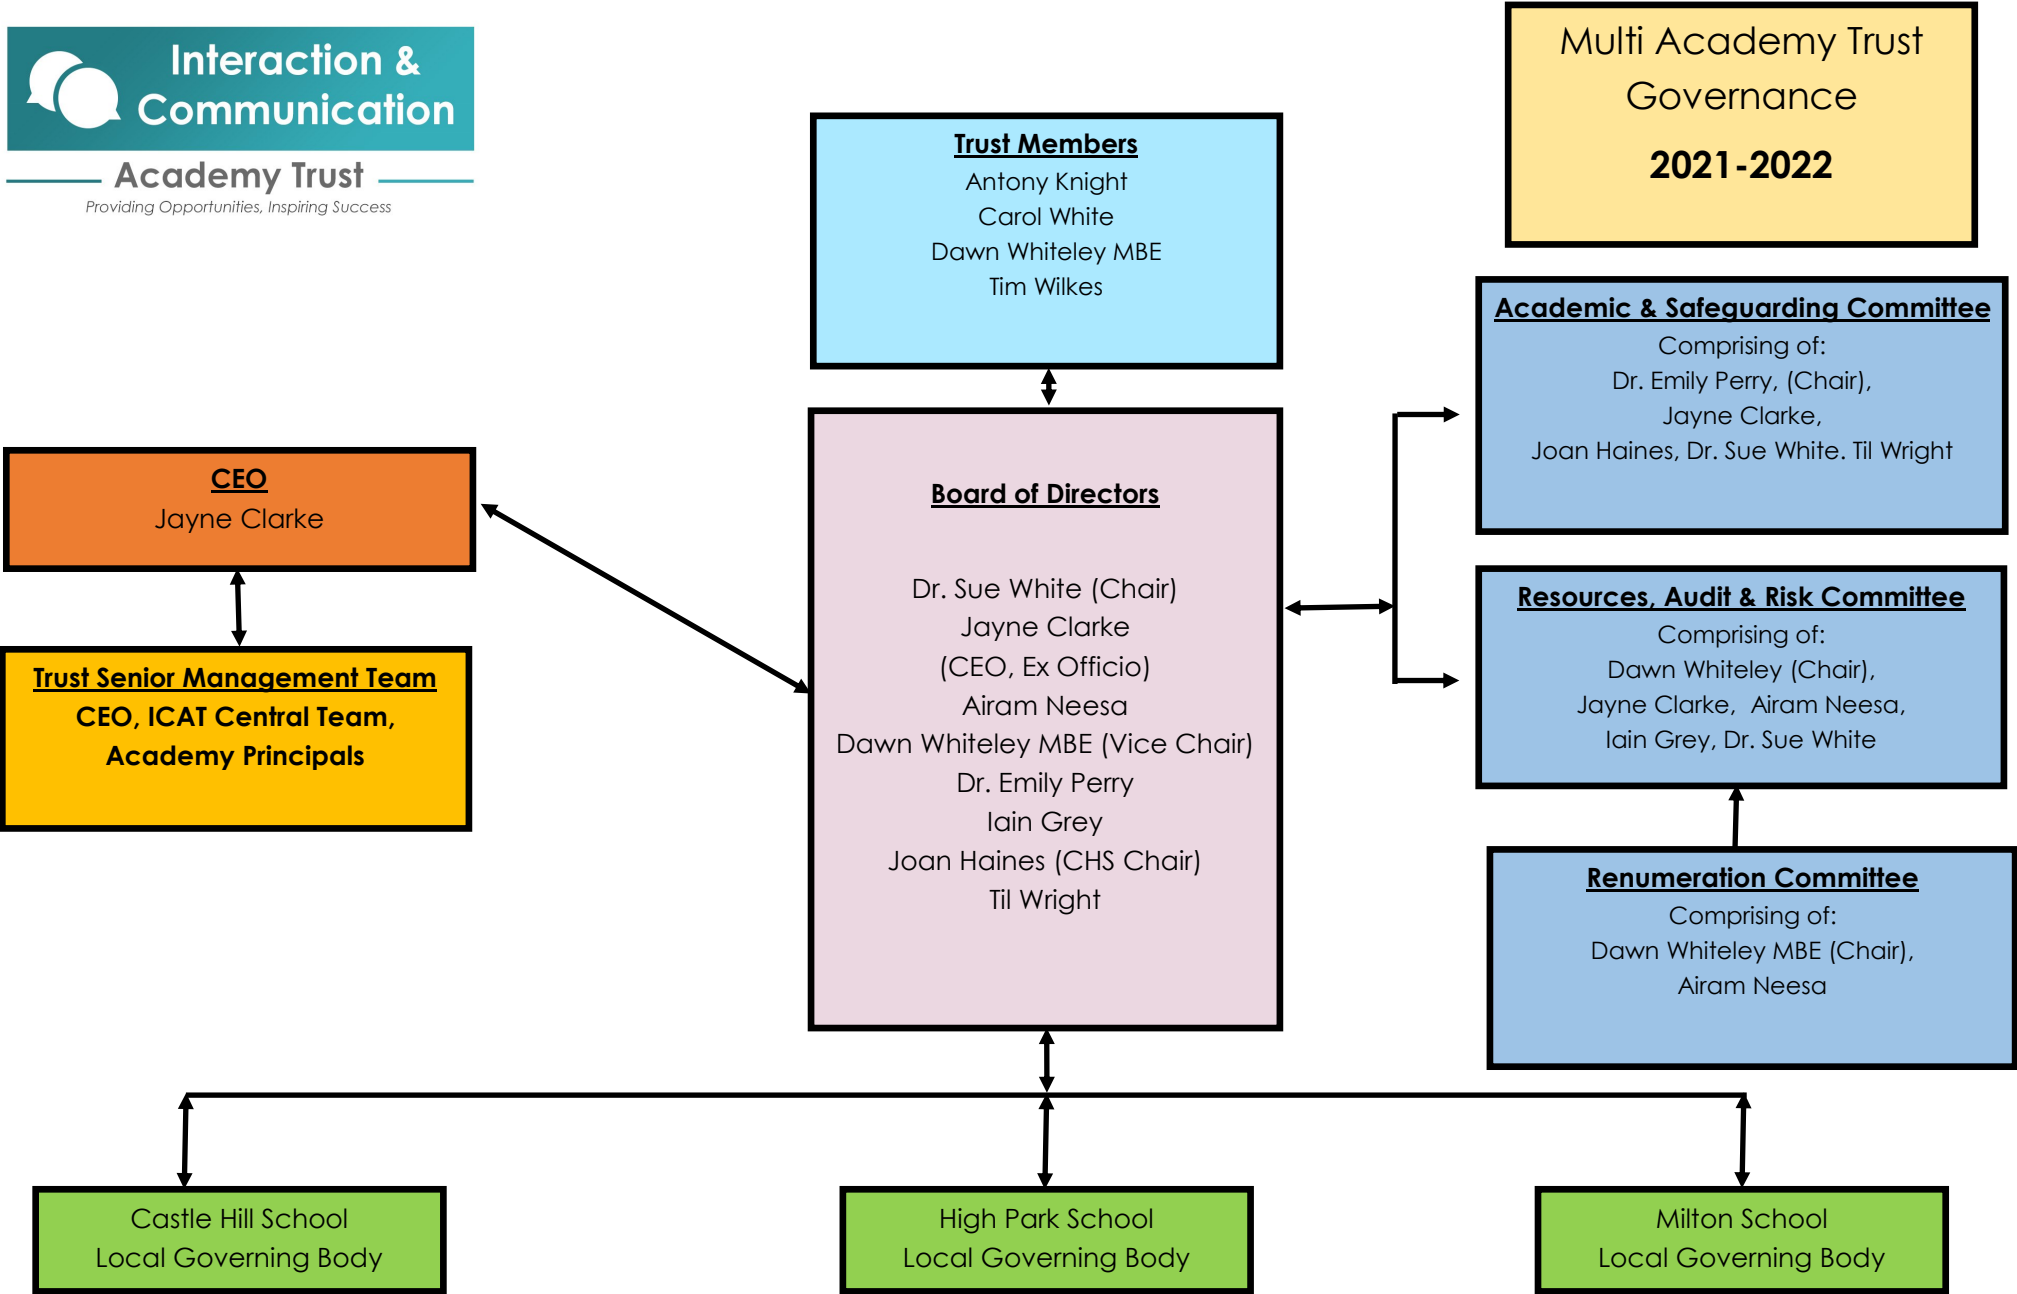 Interaction &
Communication
Academy Trust
Providing Opportunities, Inspiring Success
Multi Academy Trust
Governance
2021-2022
Trust Members
Antony Knight
Carol White
Dawn Whiteley MBE
Tim Wilkes
Academic & Safeguarding Committee
Comprising of:
Dr. Emily Perry, (Chair),
Jayne Clarke,
Joan Haines, Dr. Sue White. Til Wright
CEO
Jayne Clarke
Board of Directors
Dr. Sue White (Chair)
Jayne Clarke
(CEO, Ex Officio)
Airam Neesa
Dawn Whiteley MBE (Vice Chair)
Dr. Emily Perry
Iain Grey
Joan Haines (CHS Chair)
Til Wright
Resources, Audit & Risk Committee
Comprising of:
Dawn Whiteley (Chair),
Jayne Clarke,  Airam Neesa,
Iain Grey, Dr. Sue White
Trust Senior Management Team
CEO, ICAT Central Team,
Academy Principals
Renumeration Committee
Comprising of:
Dawn Whiteley MBE (Chair),
Airam Neesa
Castle Hill School
Local Governing Body
High Park School
Local Governing Body
Milton School
Local Governing Body